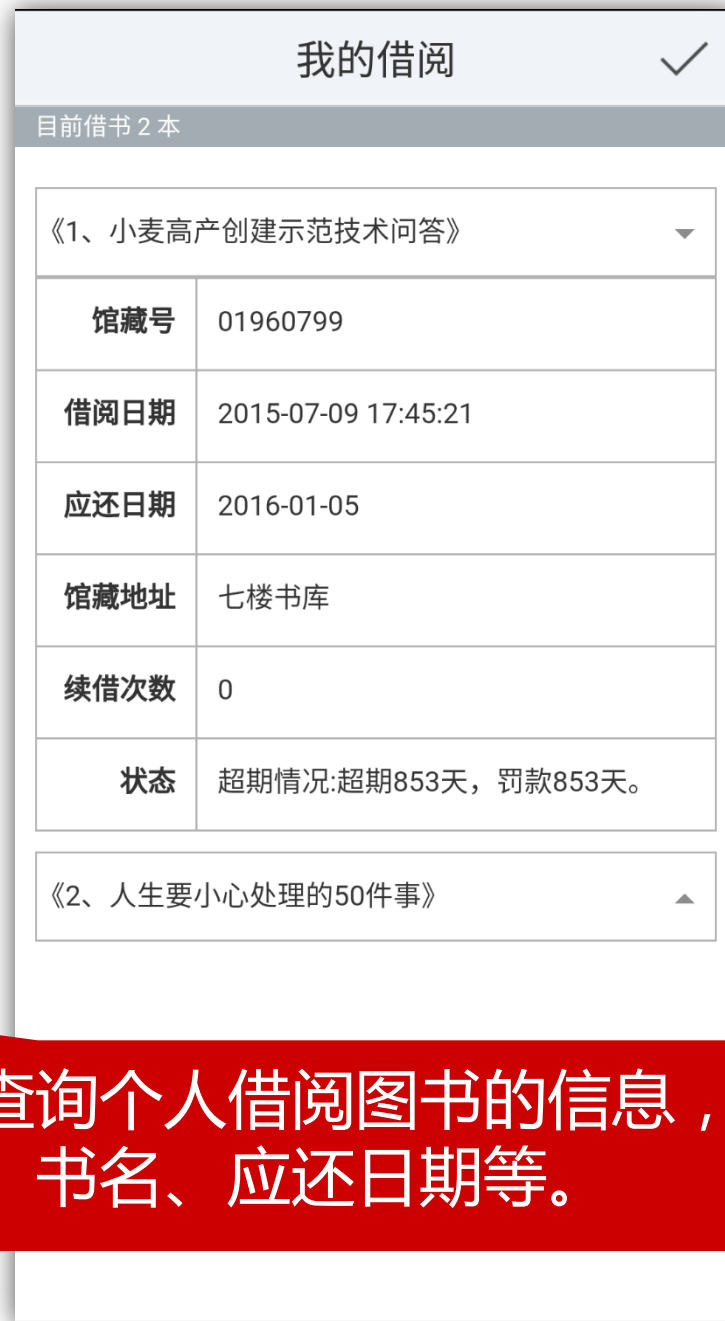 我的借阅
目前借书 2 本
《1、小麦高产创建示范技术问答》
馆藏号 01960799
借阅日期 2015-07-09 17:45:21
应还日期 2016-01-05
馆藏地址 七楼书库
续借次数 0
状态 超期情况:超期853天，罚款853天。
《2、人生要小心处理的50件事》
查询个人借阅图书的信息，
书名、应还日期等。